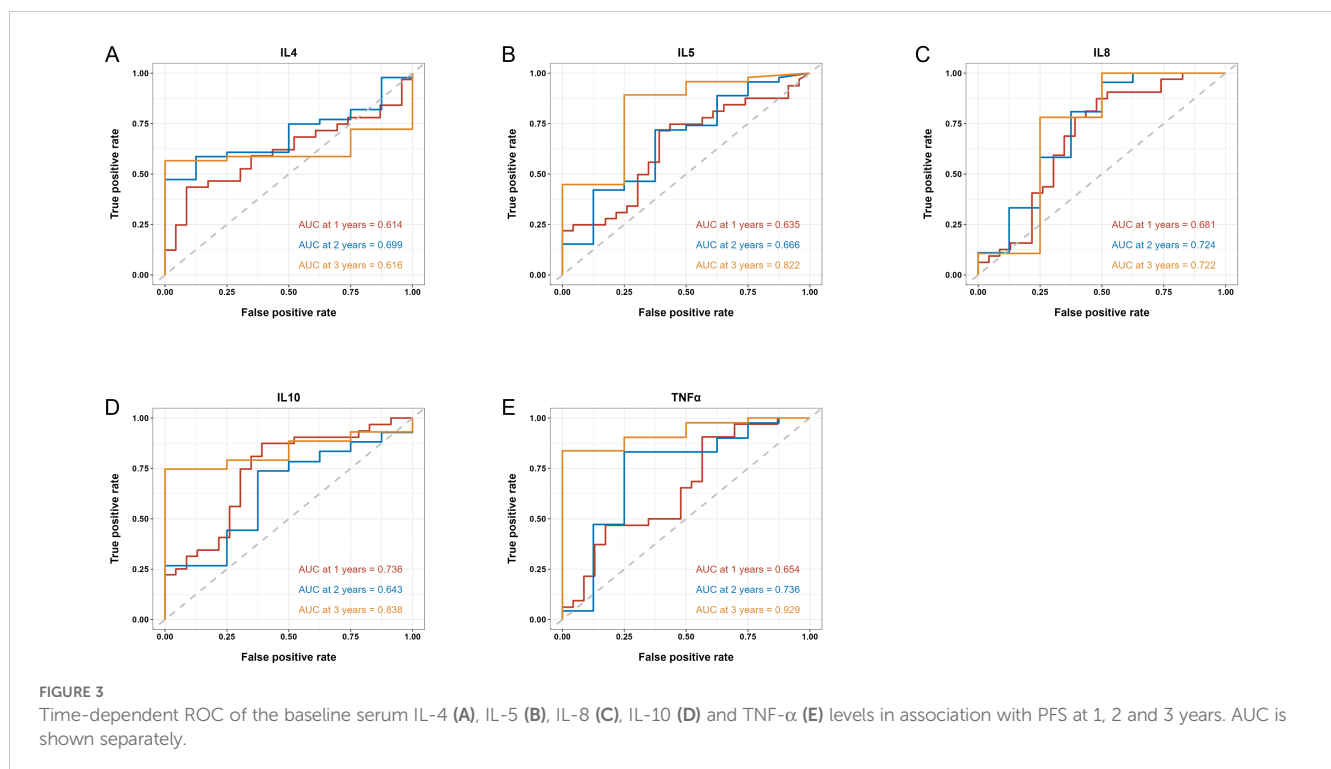 A
IL4
True positive rate
1.00
0.75
0.50
0.25
0.00
AUC at 1 years = 0.614
AUC at 2 years = 0.699
AUC at 3 years = 0.616
0.00 0.25 0.50 0.75 1.00
False positive rate
B
IL5
True positive rate
1.00
0.75
0.50
0.25
0.00
AUC at 1 years = 0.635
AUC at 2 years = 0.666
AUC at 3 years = 0.822
0.00 0.25 0.50 0.75 1.00
False positive rate
C
IL8
True positive rate
1.00
0.75
0.50
0.25
0.00
AUC at 1 years = 0.681
AUC at 2 years = 0.724
AUC at 3 years = 0.722
0.00 0.25 0.50 0.75 1.00
False positive rate
D
IL10
True positive rate
1.00
0.75
0.50
0.25
0.00
AUC at 1 years = 0.736
AUC at 2 years = 0.643
AUC at 3 years = 0.838
0.00 0.25 0.50 0.75 1.00
False positive rate
E
TNFα
True positive rate
1.00
0.75
0.50
0.25
0.00
AUC at 1 years = 0.654
AUC at 2 years = 0.736
AUC at 3 years = 0.929
0.00 0.25 0.50 0.75 1.00
False positive rate
FIGURE 3
Time-dependent ROC of the baseline serum IL-4 (A), IL-5 (B), IL-8 (C), IL-10 (D) and TNF-α (E) levels in association with PFS at 1, 2 and 3 years. AUC is
shown separately.